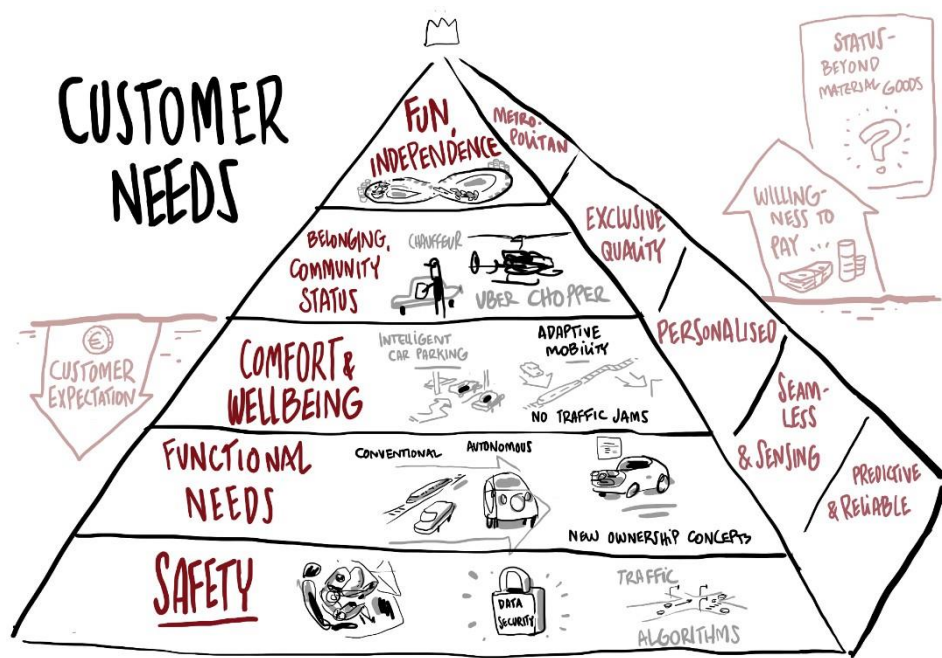 CUSTOMER
NEEDS
STATUS-
BEYOND
MATERIAL GOODS
?
WILLING-
NESS TO
PAY
€
CUSTOMER
EXPECTATION
FUN,
INDEPENDENCE
METRO-
POLITAN
BELONGING,
COMMUNITY
STATUS
CHAUFFEUR
UBER CHOPPER
EXCLUSIVE
QUALITY
COMFORT &
WELLBEING
INTELLIGENT
CAR PARKING
ADAPTIVE
MOBILITY
NO TRAFFIC JAMS
PERSONALISED
FUNCTIONAL
NEEDS
CONVENTIONAL
AUTONOMOUS
NEW OWNERSHIP CONCEPTS
SEAM-
LESS
& SENSING
SAFETY
DATA
SECURITY
TRAFFIC
ALGORITHMS
PREDICTIVE
& RELIABLE